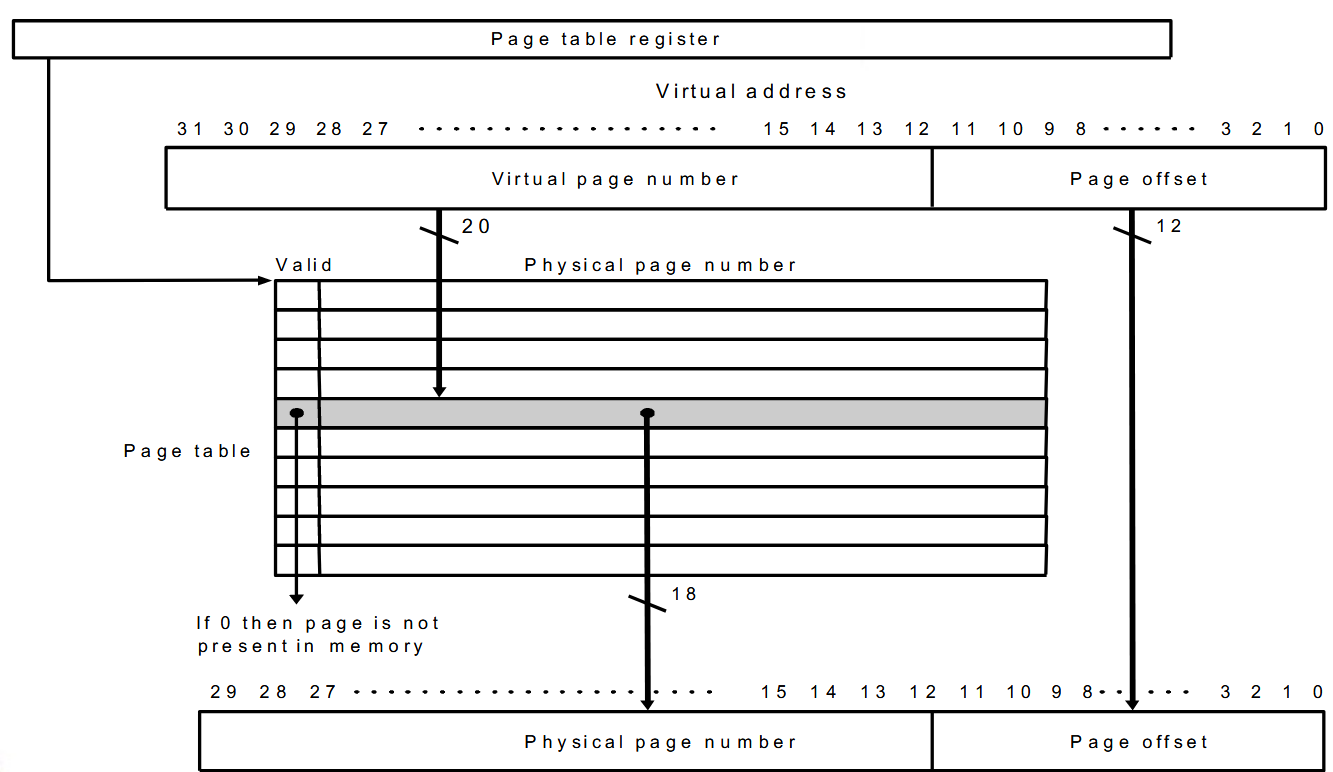 Page table register
Virtual address
31 30 29 28 27 ·················· 15 14 13 12 11 10 9 8 ······ 3 2 1 0
Virtual page number Page offset
20 12
Valid Physical page number
Page table
18
If 0 then page is not
present in memory
29 28 27 ······················ 15 14 13 12 11 10 9 8 ······ 3 2 1 0
Physical page number Page offset